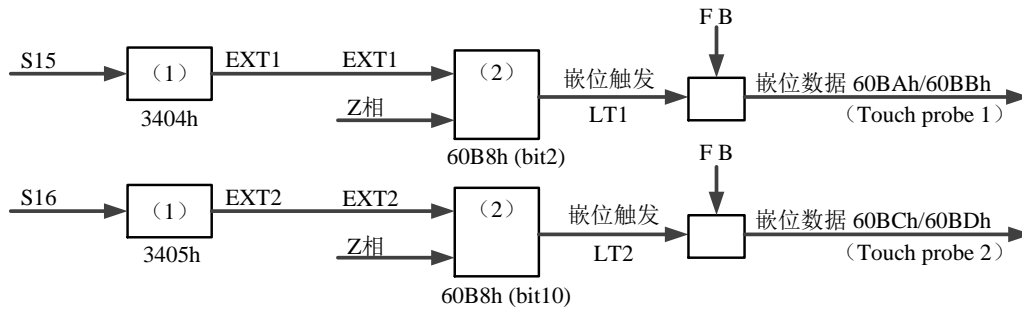 F B
S15
（1）
EXT1
EXT1
（2）
嵌位触发
嵌位数据 60BAh/60BBh
Z相
LT1
（Touch probe 1）
3404h
60B8h (bit2)
F B
S16
（1）
EXT2
EXT2
（2）
嵌位触发
嵌位数据 60BCh/60BDh
Z相
LT2
（Touch probe 2）
3405h
60B8h (bit10)